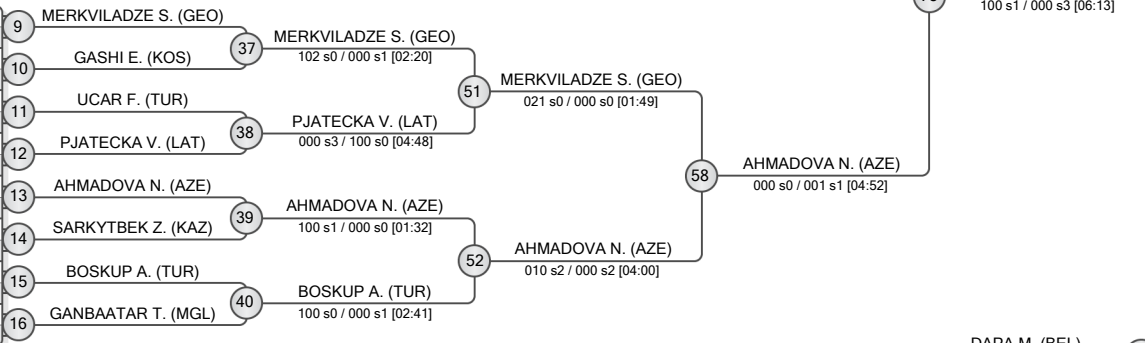 100 s1 / 000 s3 [06:13]
9 MERKVILADZE S. (GEO)
10 GASHI E. (KOS)
37 MERKVILADZE S. (GEO)
102 s0 / 000 s1 [02:20]
11 UCAR F. (TUR)
12 PJATECKA V. (LAT)
38 PJATECKA V. (LAT)
000 s3 / 100 s0 [04:48]
51 MERKVILADZE S. (GEO)
021 s0 / 000 s0 [01:49]
13 AHMADOVA N. (AZE)
14 SARKYTBEK Z. (KAZ)
39 AHMADOVA N. (AZE)
100 s1 / 000 s0 [01:32]
15 BOSKUP A. (TUR)
16 GANBAATAR T. (MGL)
40 BOSKUP A. (TUR)
100 s0 / 000 s1 [02:41]
52 AHMADOVA N. (AZE)
010 s2 / 000 s2 [04:00]
58 AHMADOVA N. (AZE)
000 s0 / 001 s1 [04:52]